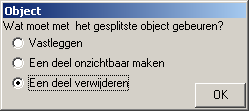 Object
Wat moet met het gesplitste object gebeuren?
Vastleggen
Een deel onzichtbaar maken
Een deel verwijderen
OK